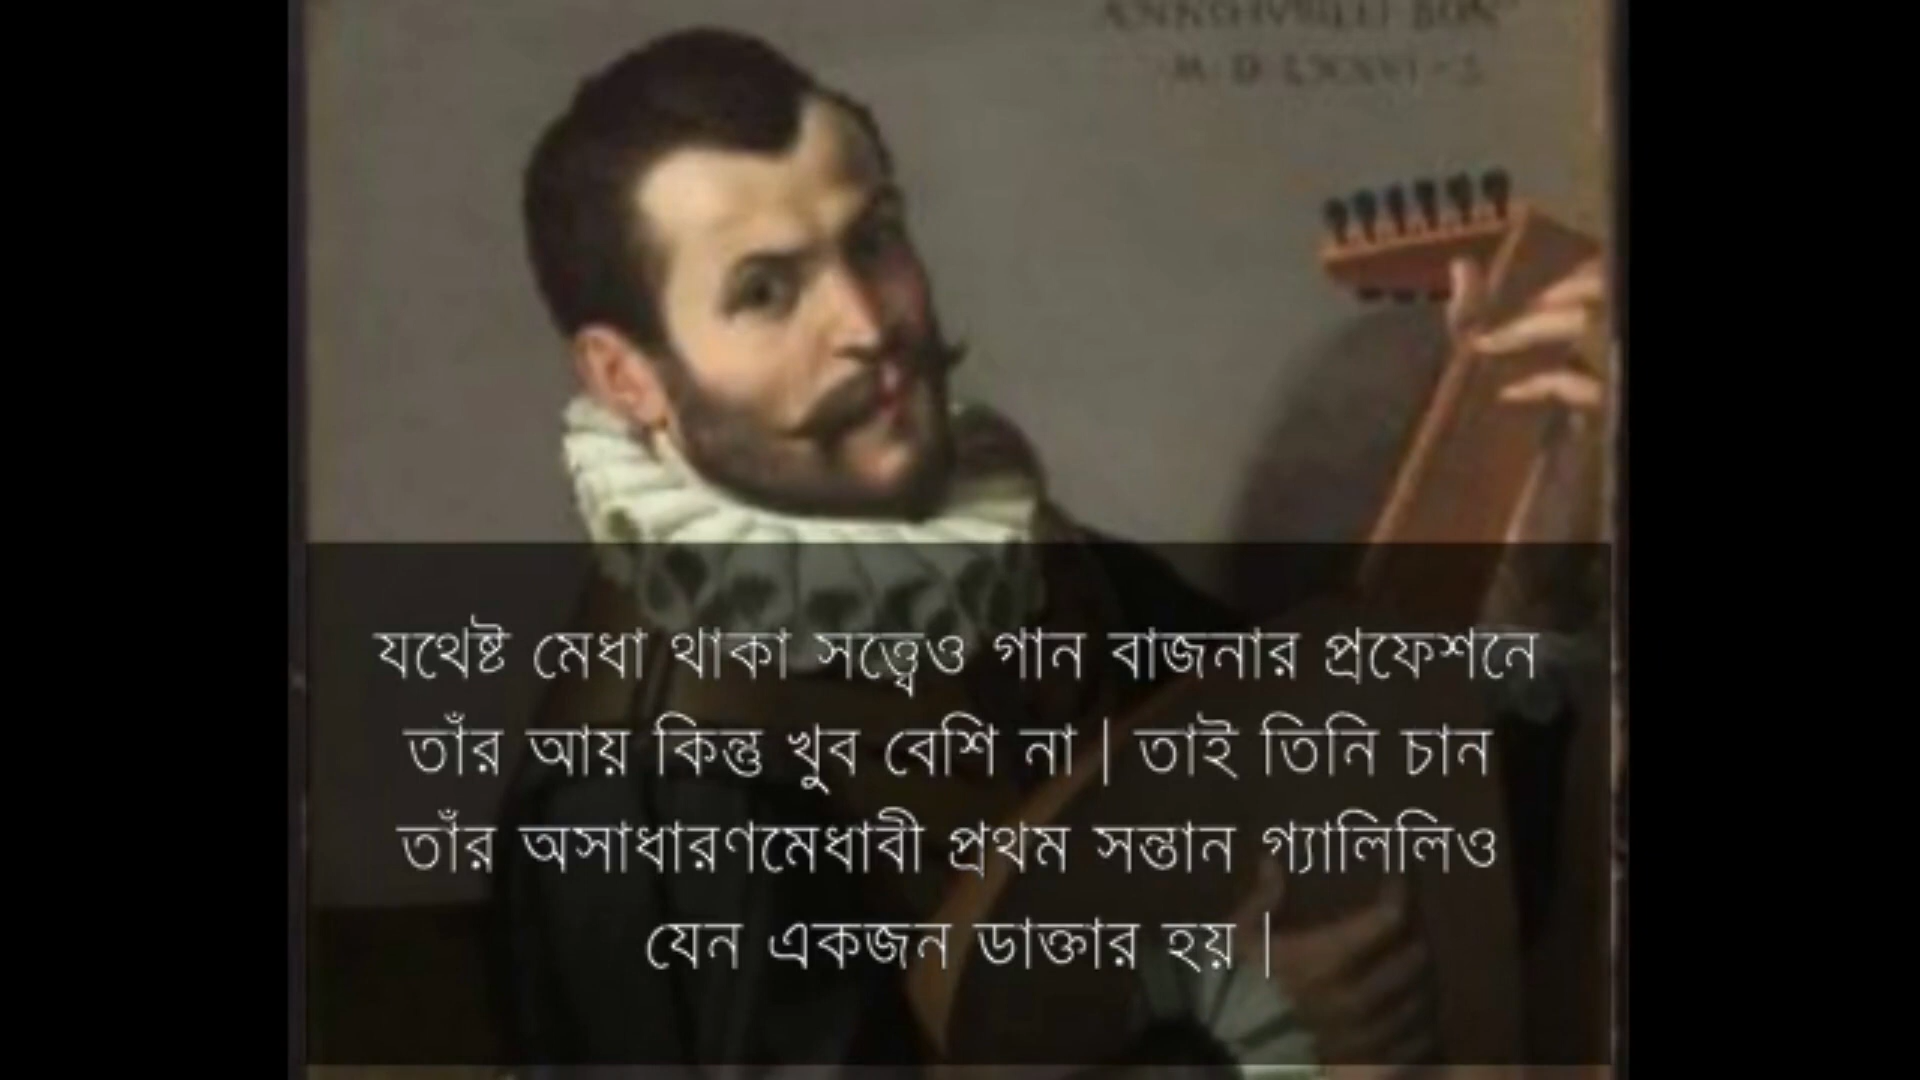 যথেষ্ট মেধা থাকা সত্ত্বেও গান বাজনার প্রফেশনে
তাঁর আয় কিন্তু খুব বেশি না | তাই তিনি চান
তাঁর অসাধারণমেধাবী প্রথম সন্তান গ্যালিলিও
যেন একজন ডাক্তার হয় |